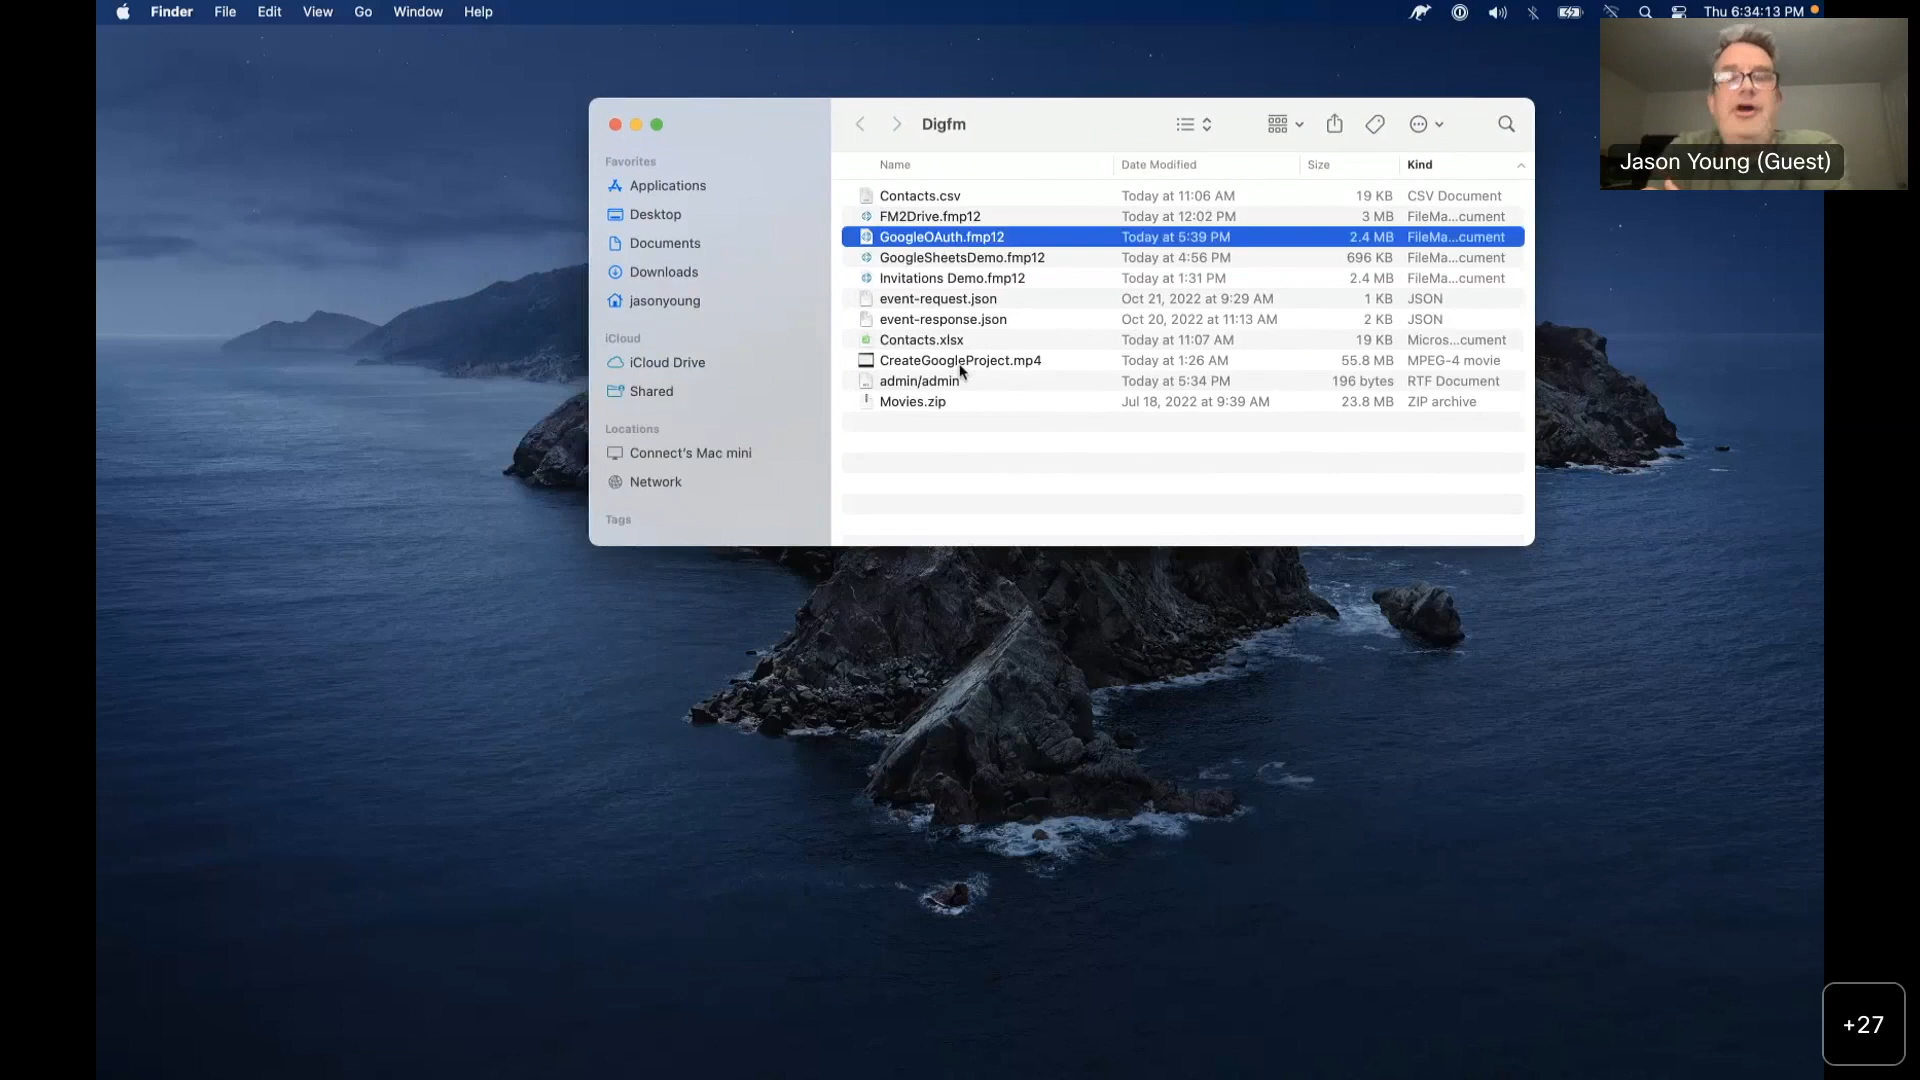 Finder File Edit View Go Window Help
Thu 6:34:13 PM
Jason Young (Guest)
Digfm
Favorites
Applications
Desktop
Documents
Downloads
jasonyoung
iCloud
iCloud Drive
Shared
Locations
Connect's Mac mini
Network
Tags
Name Date Modified Size Kind
Contacts.csv Today at 11:06 AM 19 KB CSV Document
FM2Drive.fmp12 Today at 12:02 PM 3 MB FileMa...cument
GoogleOAuth.fmp12 Today at 5:39 PM 2.4 MB FileMa...cument
GoogleSheetsDemo.fmp12 Today at 4:56 PM 696 KB FileMa...cument
Invitations Demo.fmp12 Today at 1:31 PM 2.4 MB FileMa...cument
event-request.json Oct 21, 2022 at 9:29 AM 1 KB JSON
event-response.json Oct 20, 2022 at 11:13 AM 2 KB JSON
Contacts.xlsx Today at 11:07 AM 19 KB Micros...cument
CreateGoogleProject.mp4 Today at 1:26 AM 55.8 MB MPEG-4 movie
admin/admin Today at 5:34 PM 196 bytes RTF Document
Movies.zip Jul 18, 2022 at 9:39 AM 23.8 MB ZIP archive
+27